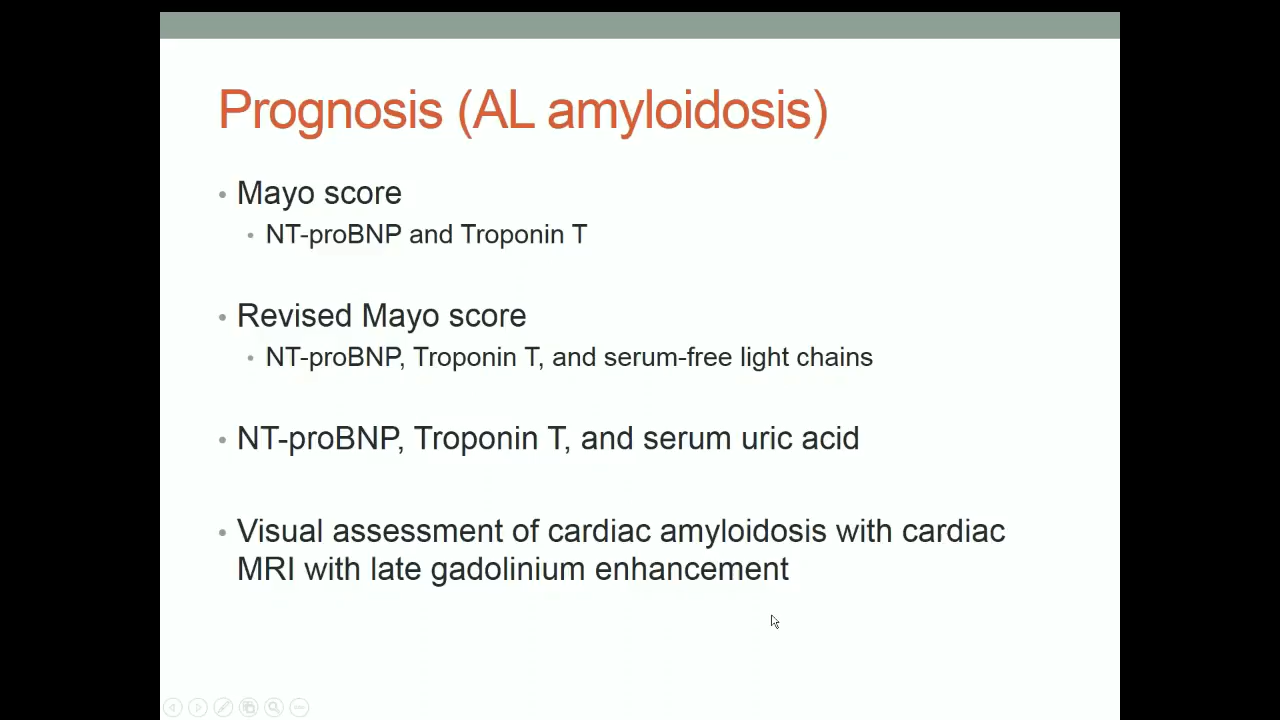 Prognosis (AL amyloidosis)
• Mayo score
• NT-proBNP and Troponin T
• Revised Mayo score
• NT-proBNP, Troponin T, and serum-free light chains
• NT-proBNP, Troponin T, and serum uric acid
• Visual assessment of cardiac amyloidosis with cardiac
MRI with late gadolinium enhancement